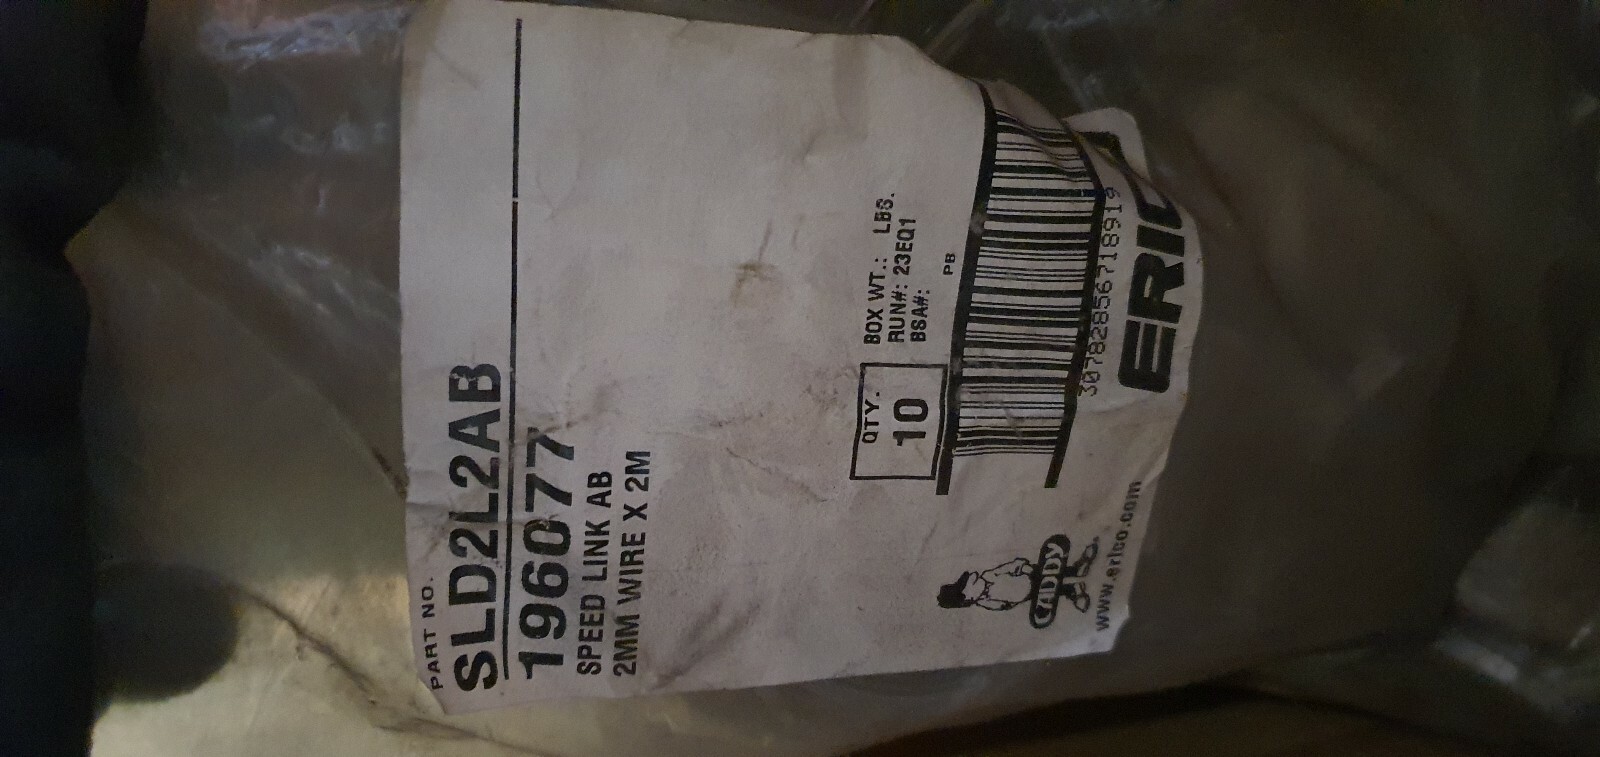 PART NO.
SLD2L2AB
196077
SPEED LINK AB
2MM WIRE X 2M
QTY.
10
BOX WT.: LBS.
RUN#: 23EQ1
BSA#:
PB
30782856718919
CADDY
www.erico.com
ERIC